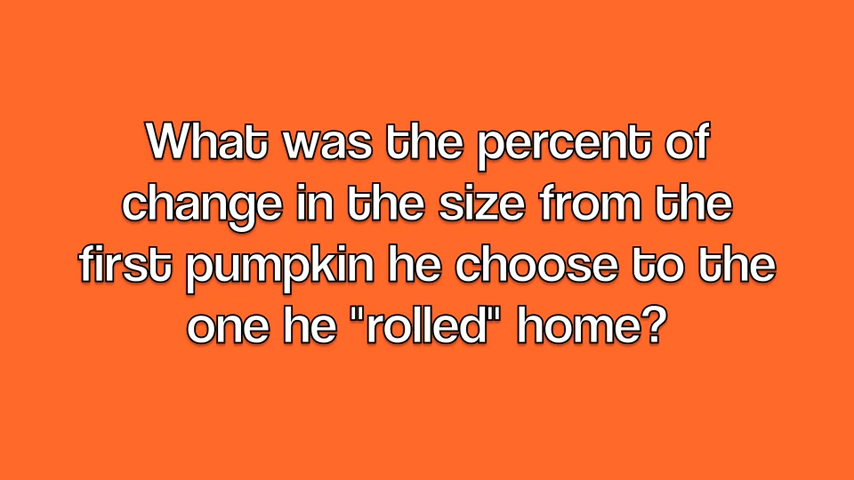 What was the percent of
change in the size from the
first pumpkin he choose to the
one he "rolled" home?